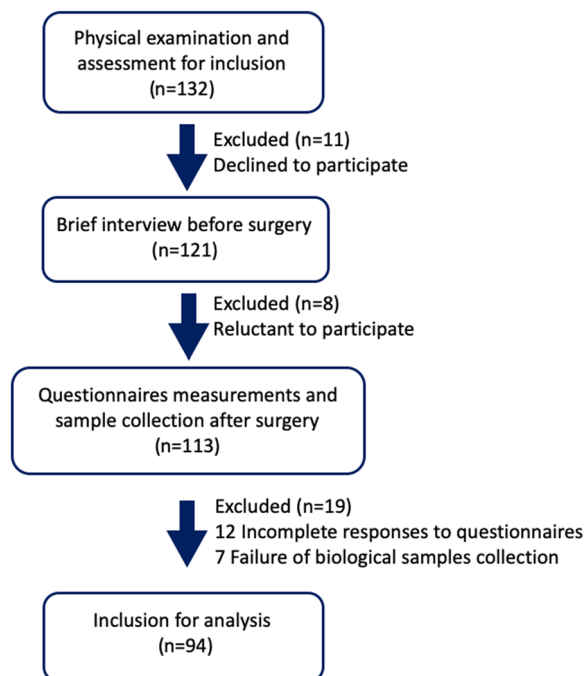 Physical examination and
assessment for inclusion
(n=132)
Excluded (n=11)
Declined to participate
Brief interview before surgery
(n=121)
Excluded (n=8)
Reluctant to participate
Questionnaires measurements and
sample collection after surgery
(n=113)
Excluded (n=19)
12 Incomplete responses to questionnaires
7 Failure of biological samples collection
Inclusion for analysis
(n=94)